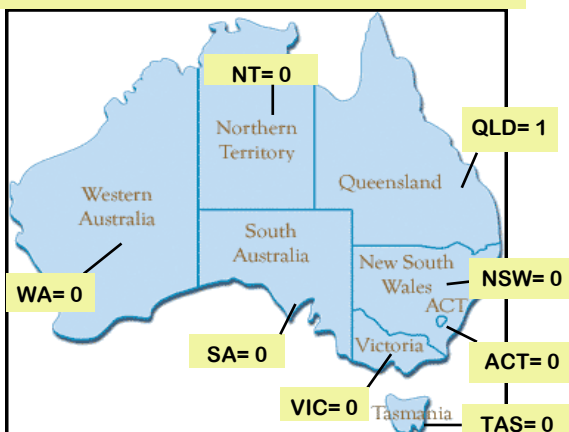 NT= 0
Northern
Territory
QLD= 1
Queensland
Western
Australia
South
Australia
New South
Wales
NSW= 0
WA= 0
ACT
SA= 0
Victoria
ACT= 0
VIC= 0
Tasmania
TAS= 0